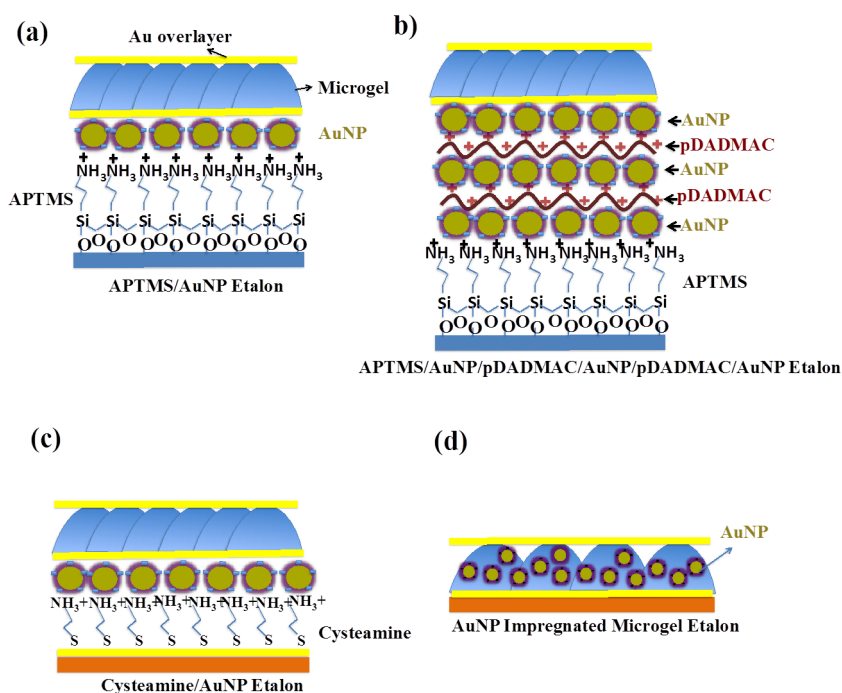 (a)
Au overlayer
Microgel
AuNP
+ + + + + + + +
NH3 NH3 NH3 NH3 NH3 NH3 NH3 NH3
APTMS
Si Si Si Si Si Si Si Si
O O O O O O O O O O O O O O O
APTMS/AuNP Etalon
b)
AuNP
+ + + + + + +
pDADMAC
AuNP
+ + + + + + +
pDADMAC
AuNP
+ + + + + + + +
NH3 NH3 NH3 NH3 NH3 NH3 NH3 NH3
APTMS
Si Si Si Si Si Si Si Si
O O O O O O O O O O O O O O O
APTMS/AuNP/pDADMAC/AuNP/pDADMAC/AuNP Etalon
(c)
NH3+ NH3+ NH3+ NH3+ NH3+ NH3+ NH3+ NH3+
Cysteamine
S S S S S S S S
Cysteamine/AuNP Etalon
(d)
AuNP
AuNP Impregnated Microgel Etalon